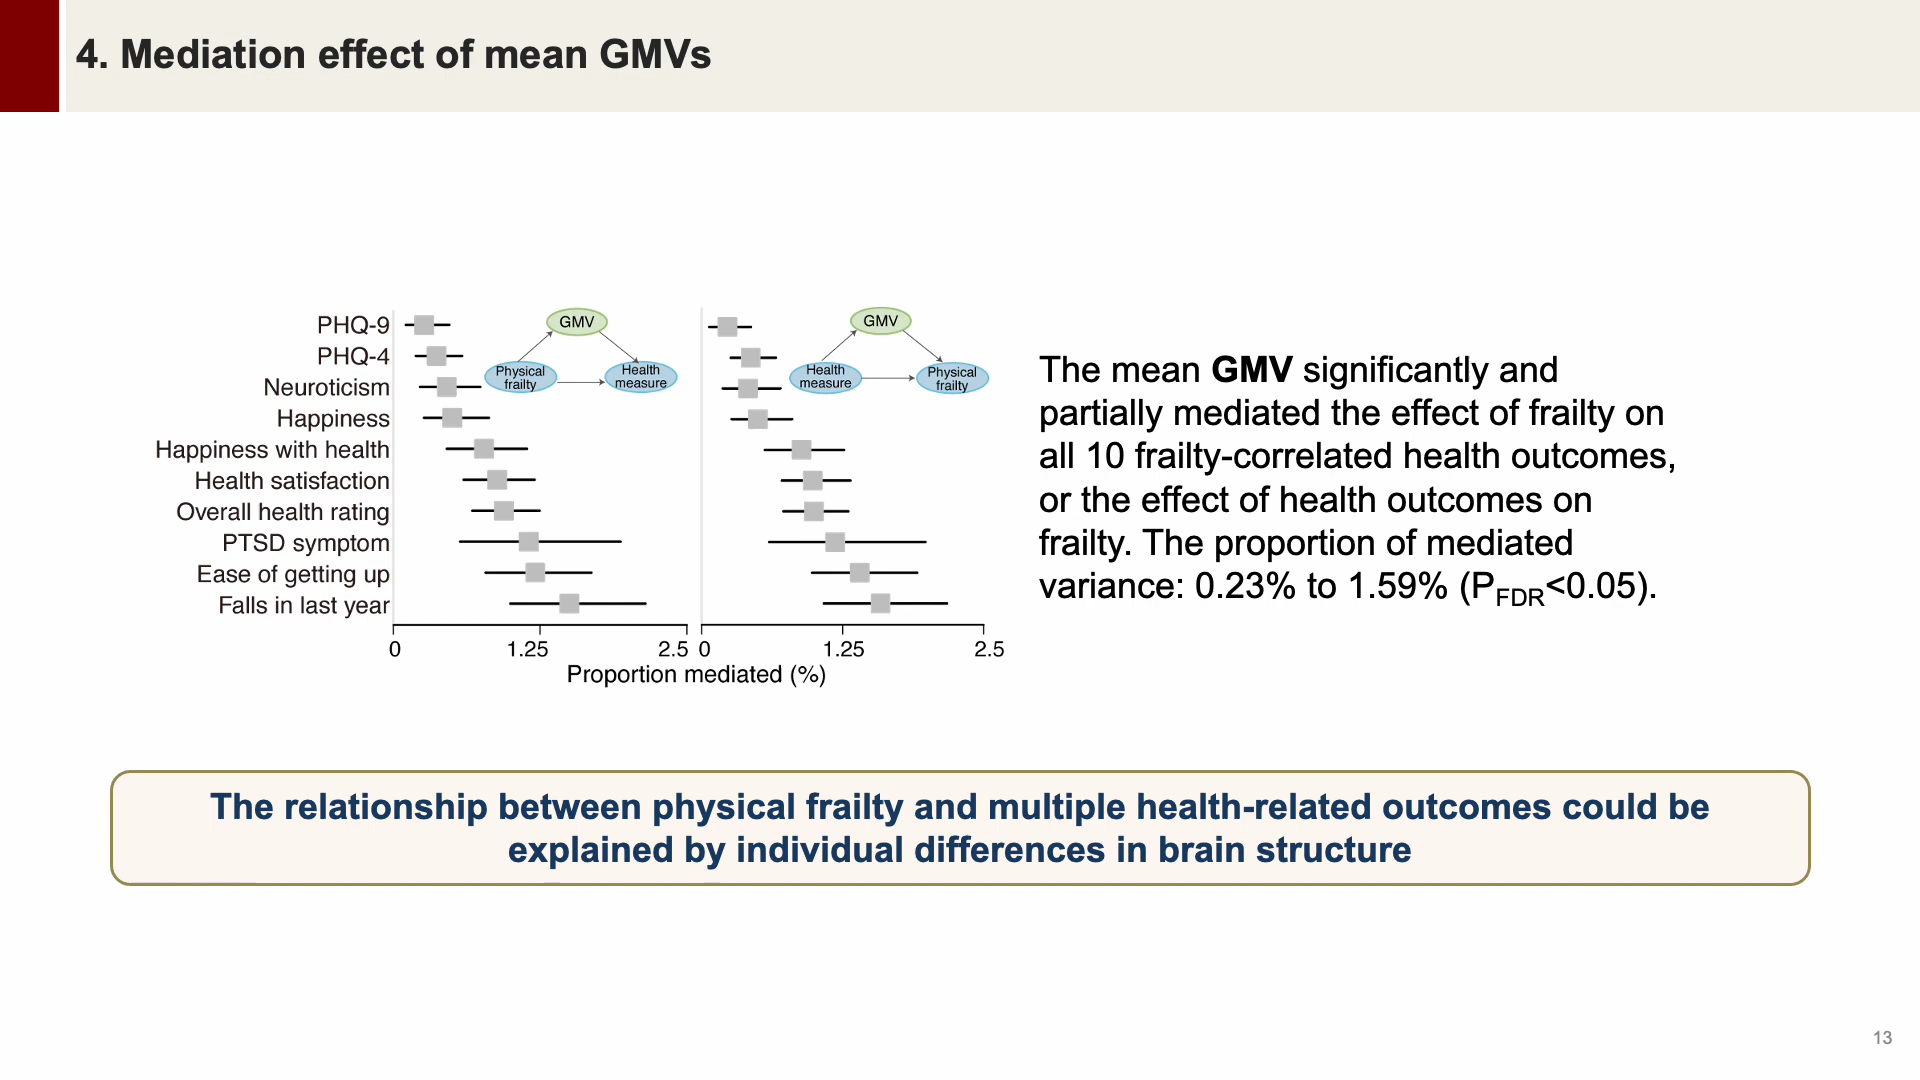 4. Mediation effect of mean GMVs
PHQ-9
PHQ-4
Neuroticism
Happiness
Happiness with health
Health satisfaction
Overall health rating
PTSD symptom
Ease of getting up
Falls in last year
GMV
Physical
frailty
Health
measure
0 1.25 2.5
GMV
Health
measure
Physical
frailty
0 1.25 2.5
Proportion mediated (%)
The mean GMV significantly and
partially mediated the effect of frailty on
all 10 frailty-correlated health outcomes,
or the effect of health outcomes on
frailty. The proportion of mediated
variance: 0.23% to 1.59% (PFDR<0.05).
The relationship between physical frailty and multiple health-related outcomes could be
explained by individual differences in brain structure
13